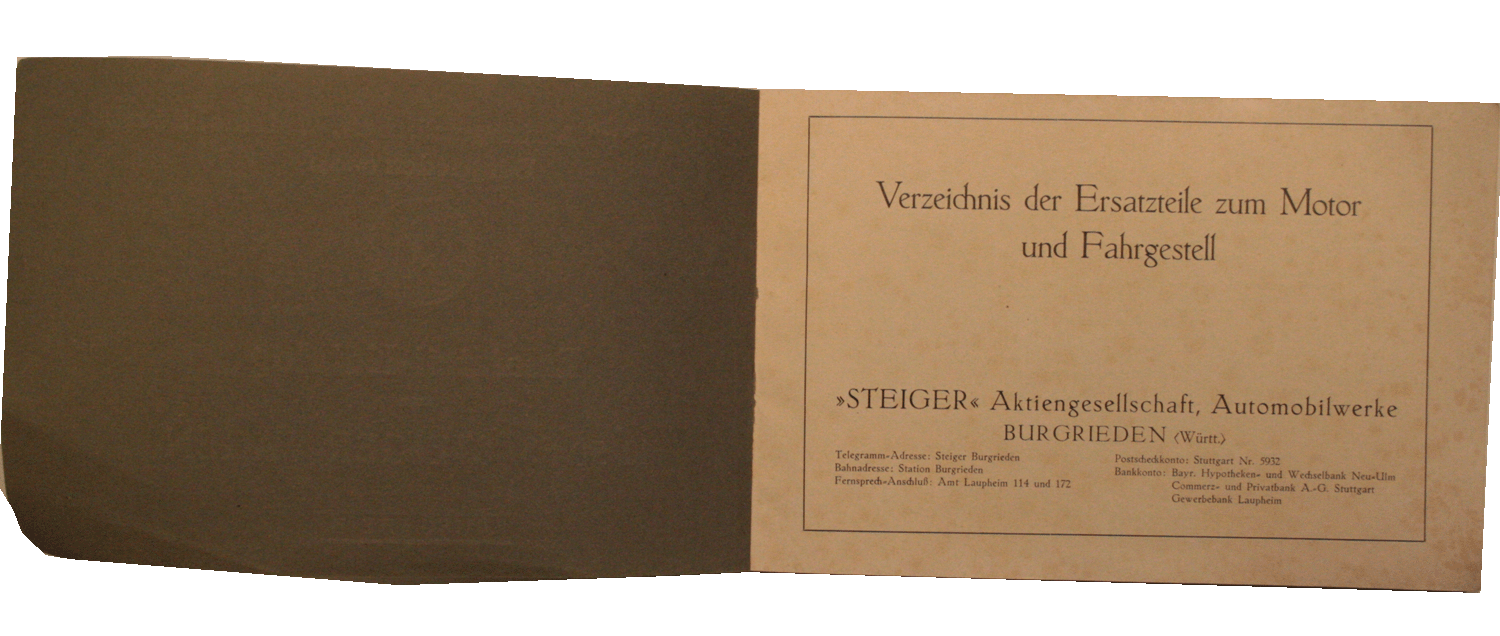 Verzeichnis der Ersatzteile zum Motor
und Fahrgestell
»STEIGER« Aktiengesellschaft, Automobilwerke
BURGRIEDEN (Württ.)
Telegramm-Adresse: Steiger Burgrieden
Bahnadresse: Station Burgrieden
Fernsprech-Anschluß: Amt Laupheim 114 und 172
Postscheckkonto: Stuttgart Nr. 5932
Bankkonto: Bayr. Hypotheken- und Wechselbank Neu-Ulm
Commerz- und Privatbank A.-G. Stuttgart
Gewerbebank Laupheim